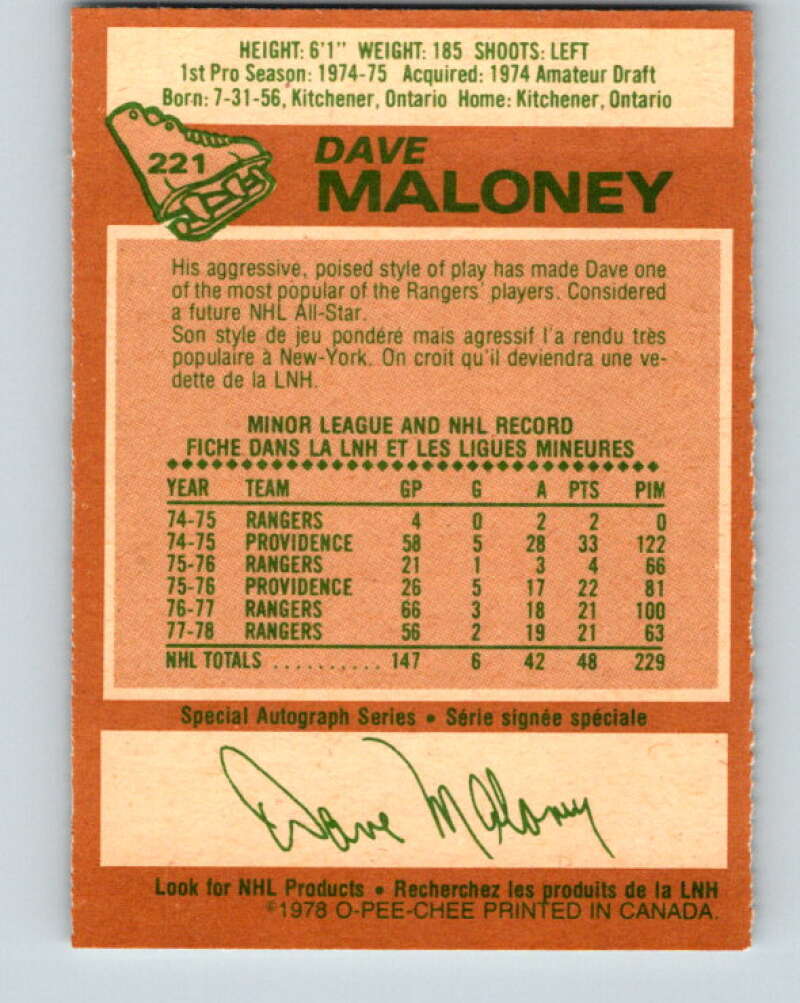 HEIGHT: 6'1" WEIGHT: 185 SHOOTS: LEFT
1st Pro Season: 1974-75 Acquired: 1974 Amateur Draft
Born: 7-31-56, Kitchener, Ontario Home: Kitchener, Ontario
221
DAVE
MALONEY
His aggressive, poised style of play has made Dave one
of the most popular of the Rangers' players. Considered
a future NHL All-Star.
Son style de jeu pondéré mais agressif l'a rendu très
populaire à New-York. On croit qu'il deviendra une ve-
dette de la LNH.
MINOR LEAGUE AND NHL RECORD
FICHE DANS LA LNH ET LES LIGUES MINEURES
YEAR TEAM GP G A PTS PIM
74-75 RANGERS 4 0 2 2 0
74-75 PROVIDENCE 58 5 28 33 122
75-76 RANGERS 21 1 3 4 66
75-76 PROVIDENCE 26 5 17 22 81
76-77 RANGERS 66 3 18 21 100
77-78 RANGERS 56 2 19 21 63
NHL TOTALS .......... 147 6 42 48 229
Special Autograph Series • Série signée spéciale
Dave Maloney
Look for NHL Products • Recherchez les produits de la LNH
©1978 O-PEE-CHEE PRINTED IN CANADA.